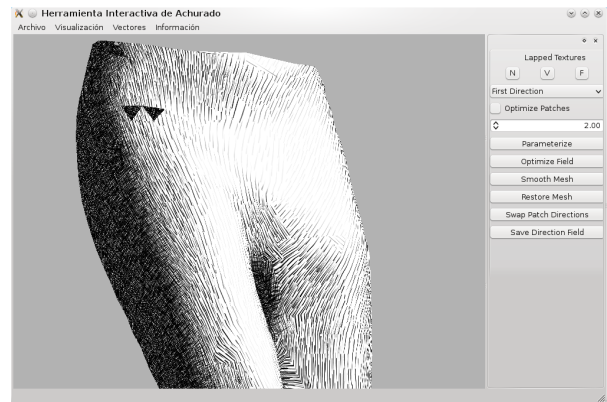 Herramienta Interactiva de Achurado
Archivo Visualización Vectores Información
Lapped Textures
N V F
First Direction
Optimize Patches
2.00
Parameterize
Optimize Field
Smooth Mesh
Restore Mesh
Swap Patch Directions
Save Direction Field